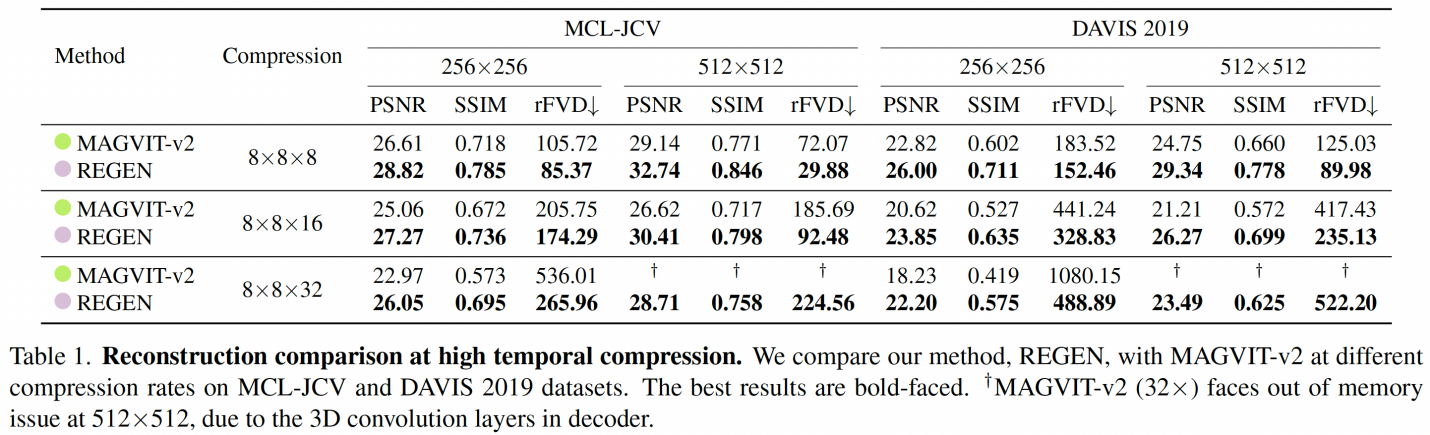 MCL-JCV DAVIS 2019
Method Compression
256×256 512×512 256×256 512×512
PSNR SSIM rFVD↓ PSNR SSIM rFVD↓ PSNR SSIM rFVD↓ PSNR SSIM rFVD↓
MAGVIT-v2 8×8×8 26.61 0.718 105.72 29.14 0.771 72.07 22.82 0.602 183.52 24.75 0.660 125.03
REGEN 28.82 0.785 85.37 32.74 0.846 29.88 26.00 0.711 152.46 29.34 0.778 89.98
MAGVIT-v2 8×8×16 25.06 0.672 205.75 26.62 0.717 185.69 20.62 0.527 441.24 21.21 0.572 417.43
REGEN 27.27 0.736 174.29 30.41 0.798 92.48 23.85 0.635 328.83 26.27 0.699 235.13
MAGVIT-v2 8×8×32 22.97 0.573 536.01 † † † 18.23 0.419 1080.15 † † †
REGEN 26.05 0.695 265.96 28.71 0.758 224.56 22.20 0.575 488.89 23.49 0.625 522.20
Table 1. Reconstruction comparison at high temporal compression. We compare our method, REGEN, with MAGVIT-v2 at different
compression rates on MCL-JCV and DAVIS 2019 datasets. The best results are bold-faced. †MAGVIT-v2 (32×) faces out of memory
issue at 512×512, due to the 3D convolution layers in decoder.